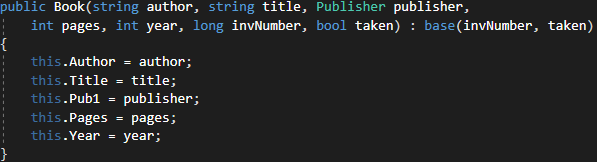 public Book(string author, string title, Publisher publisher,
int pages, int year, long invNumber, bool taken) : base(invNumber, taken)
{
this.Author = author;
this.Title = title;
this.Pub1 = publisher;
this.Pages = pages;
this.Year = year;
}